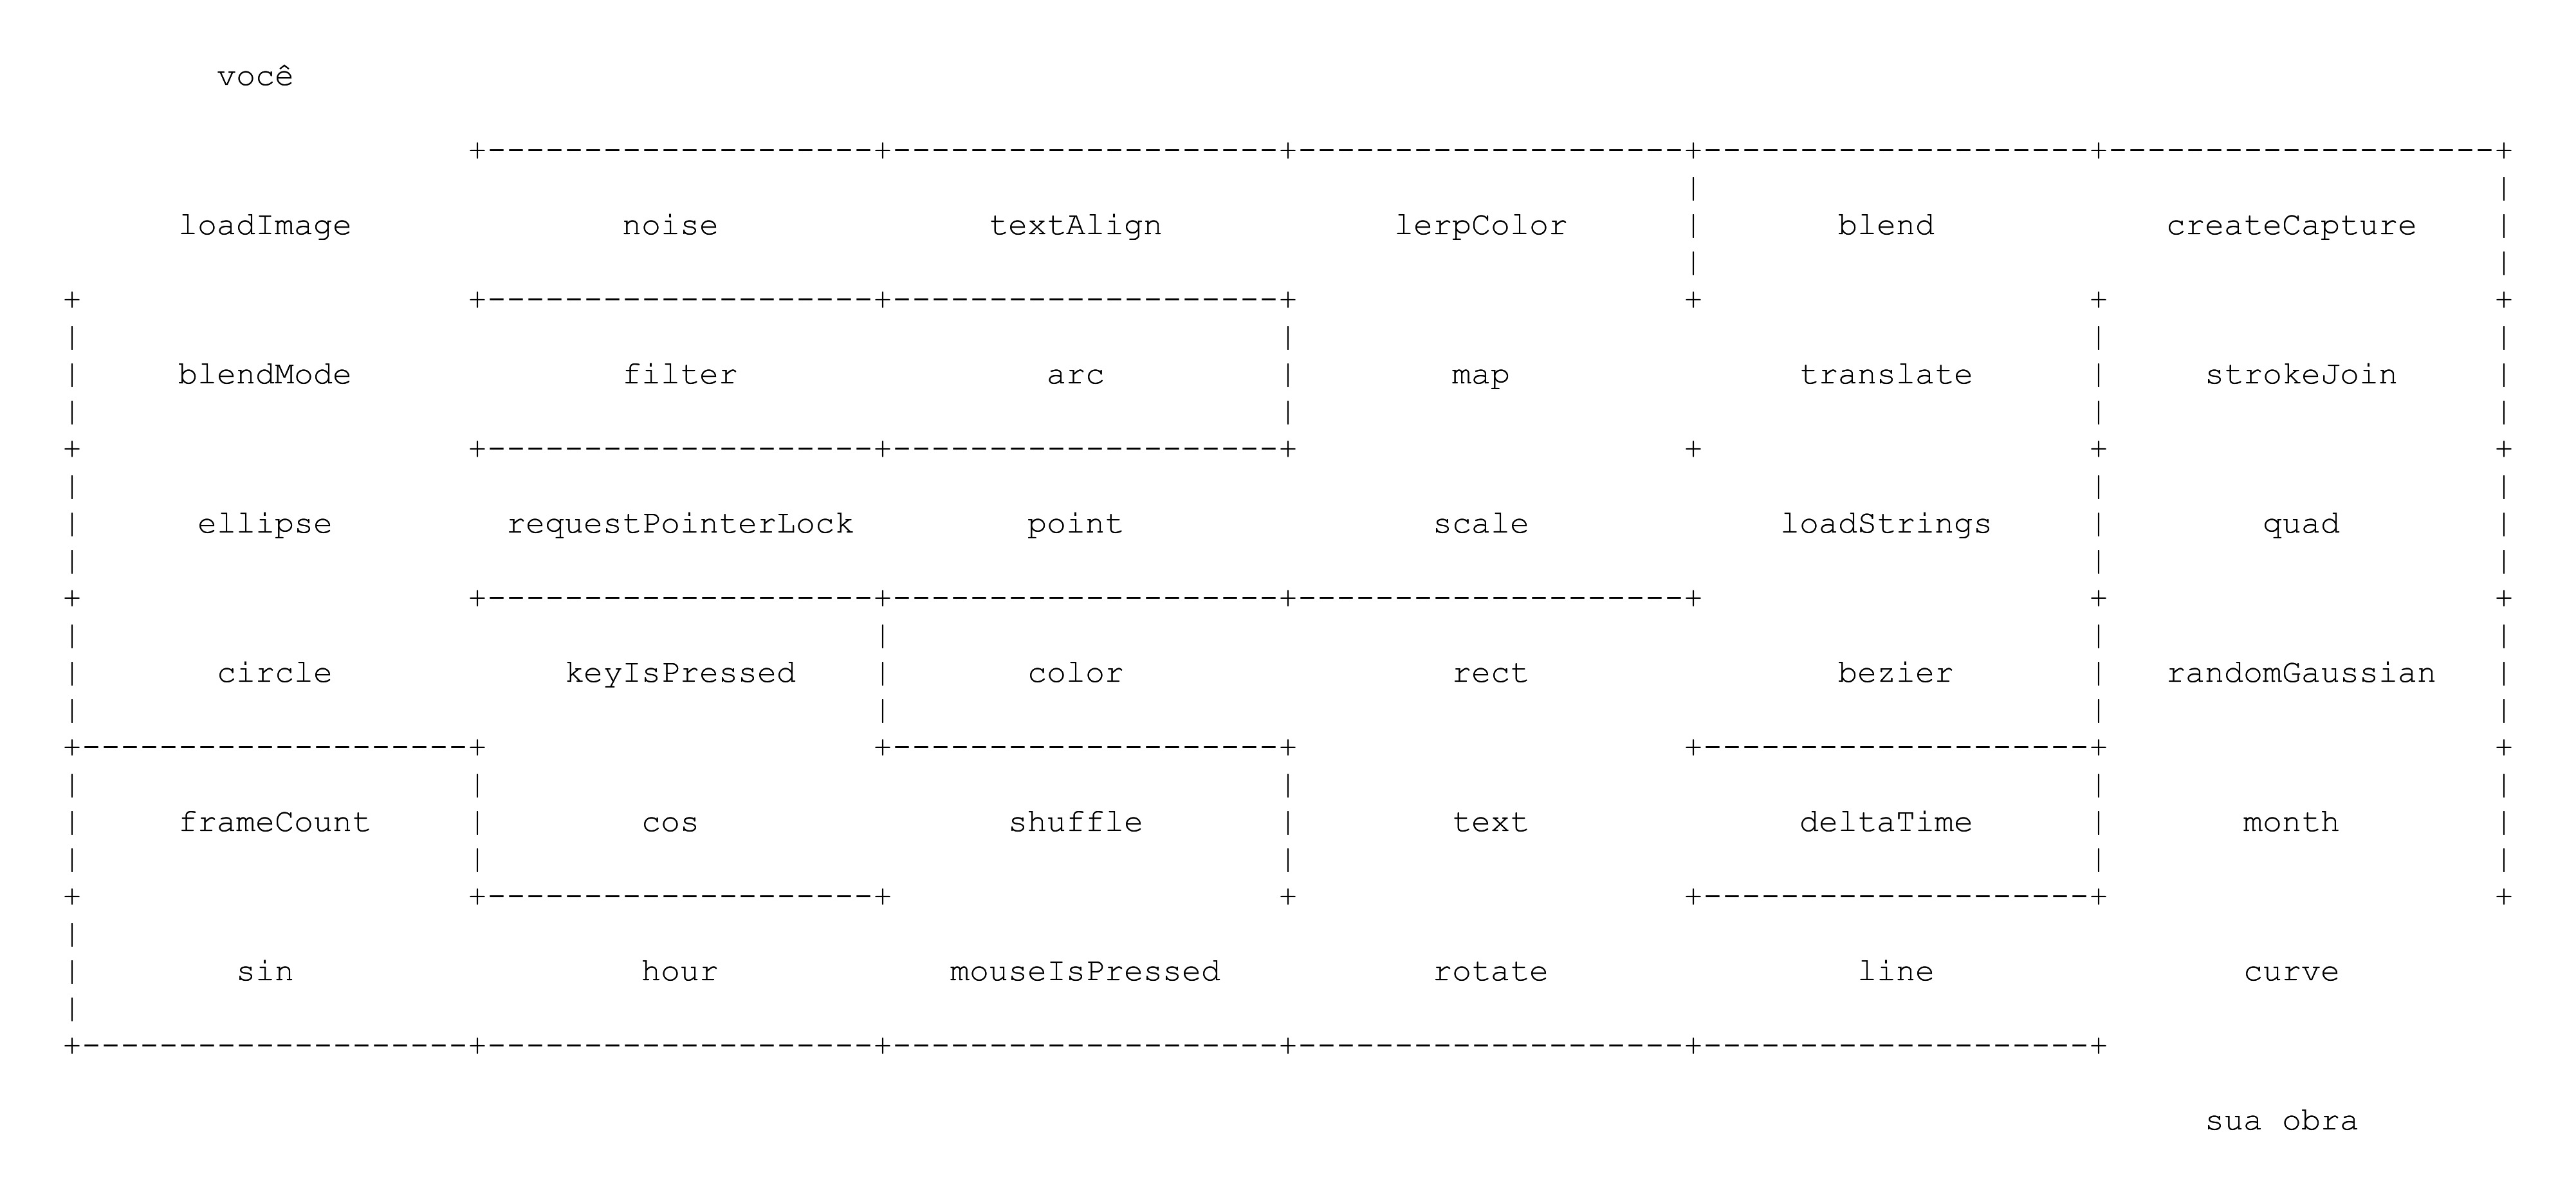 você
loadImage noise textAlign lerpColor blend createCapture
blendMode filter arc map translate strokeJoin
ellipse requestPointerLock point scale loadStrings quad
circle keyIsPressed color rect bezier randomGaussian
frameCount cos shuffle text deltaTime month
sin hour mouseIsPressed rotate line curve
sua obra